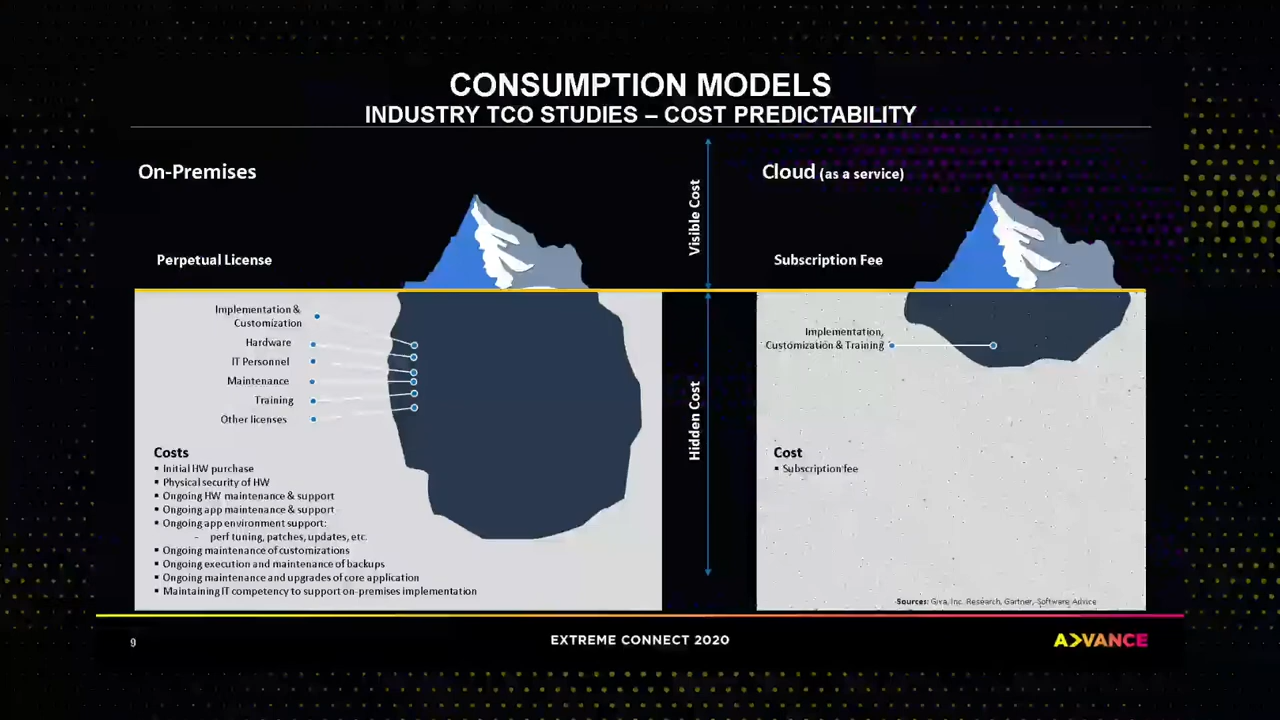 CONSUMPTION MODELS
INDUSTRY TCO STUDIES – COST PREDICTABILITY
On-Premises
Perpetual License
Implementation &
Customization
Hardware
IT Personnel
Maintenance
Training
Other licenses
Costs
▪ Initial HW purchase
▪ Physical security of HW
▪ Ongoing HW maintenance & support
▪ Ongoing app maintenance & support
▪ Ongoing app environment support:
- perf tuning, patches, updates, etc.
▪ Ongoing maintenance of customizations
▪ Ongoing execution and maintenance of backups
▪ Ongoing maintenance and upgrades of core application
▪ Maintaining IT competency to support on-premises implementation
Visible Cost
Hidden Cost
Cloud (as a service)
Subscription Fee
Implementation,
Customization & Training
Cost
▪ Subscription fee
Sources: Giva, Inc. Research, Gartner, Software Advice
9
EXTREME CONNECT 2020
ADVANCE